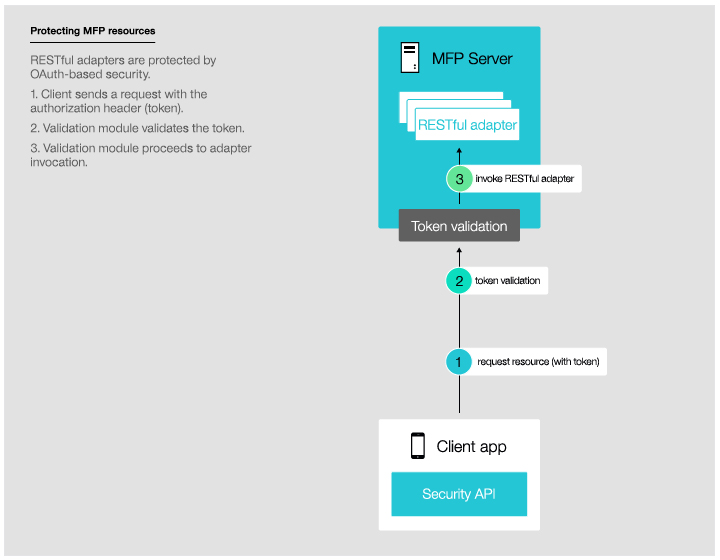 Protecting MFP resources
RESTful adapters are protected by
OAuth-based security.
1. Client sends a request with the
authorization header (token).
2. Validation module validates the token.
3. Validation module proceeds to adapter
invocation.
MFP Server
RESTful adapter
3 invoke RESTful adapter
Token validation
2 token validation
1 request resource (with token)
Client app
Security API